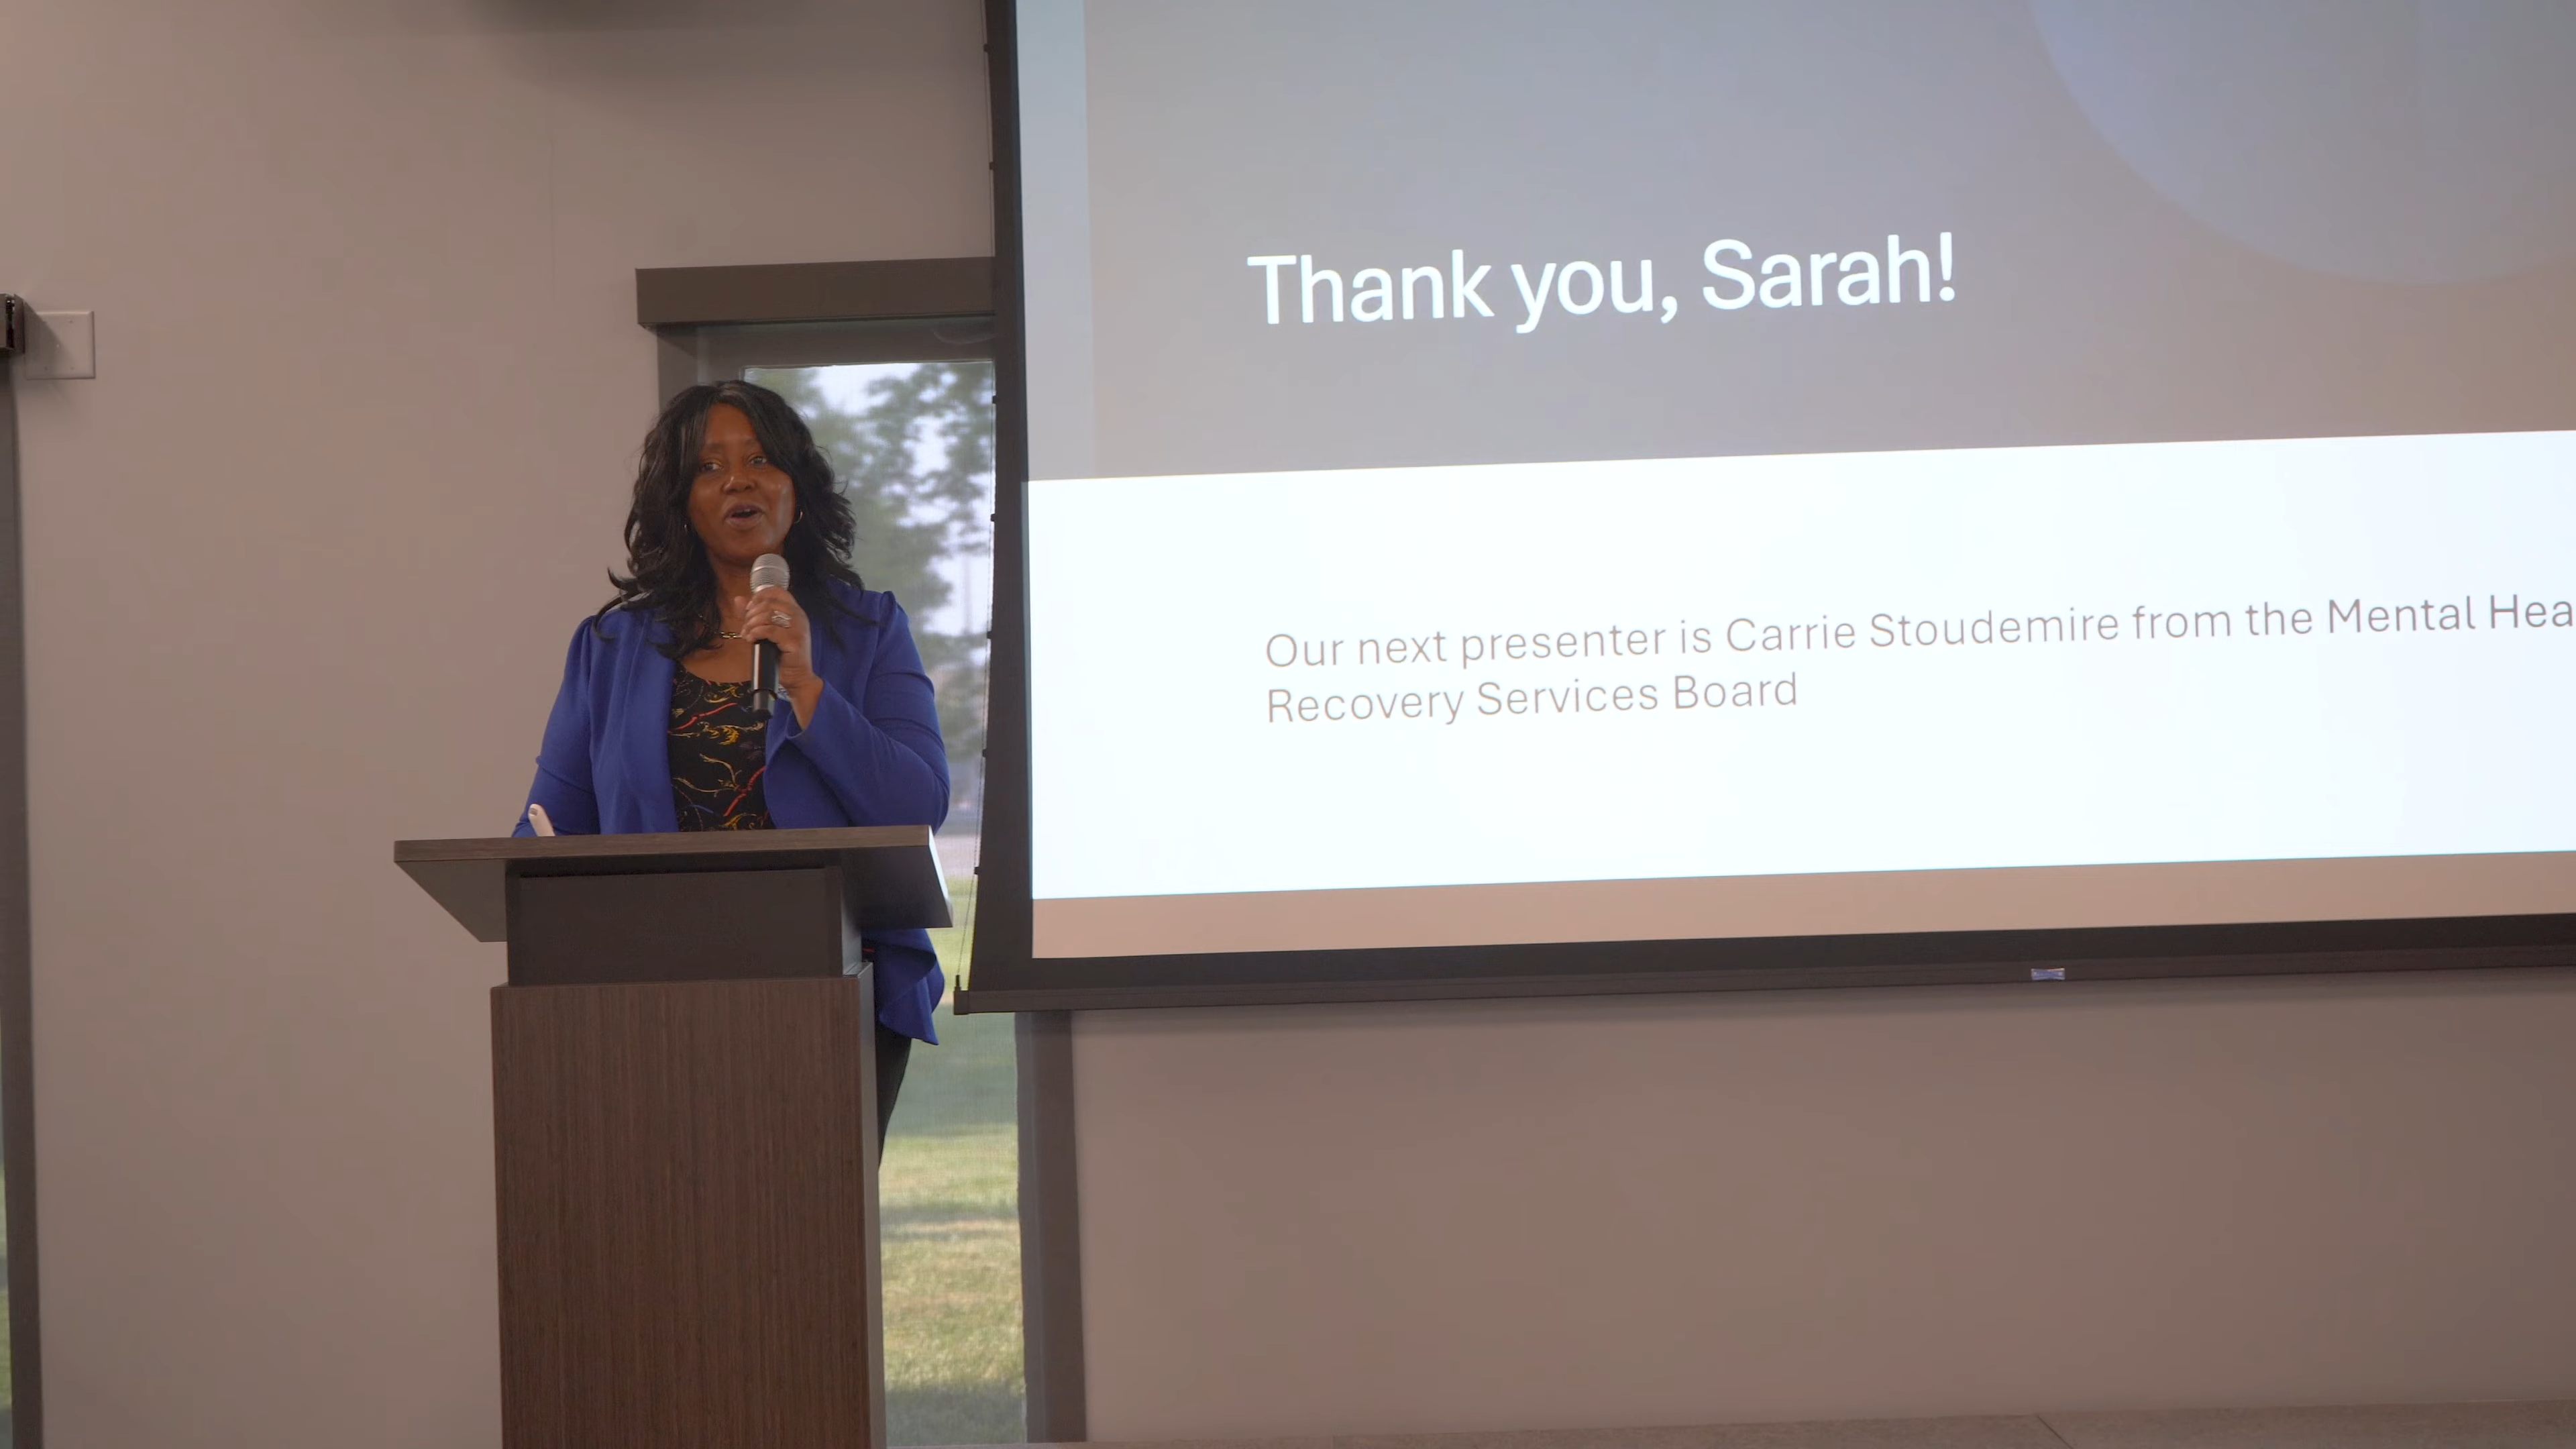 Thank you, Sarah!
Our next presenter is Carrie Stoudemire from the Mental Hea
Recovery Services Board